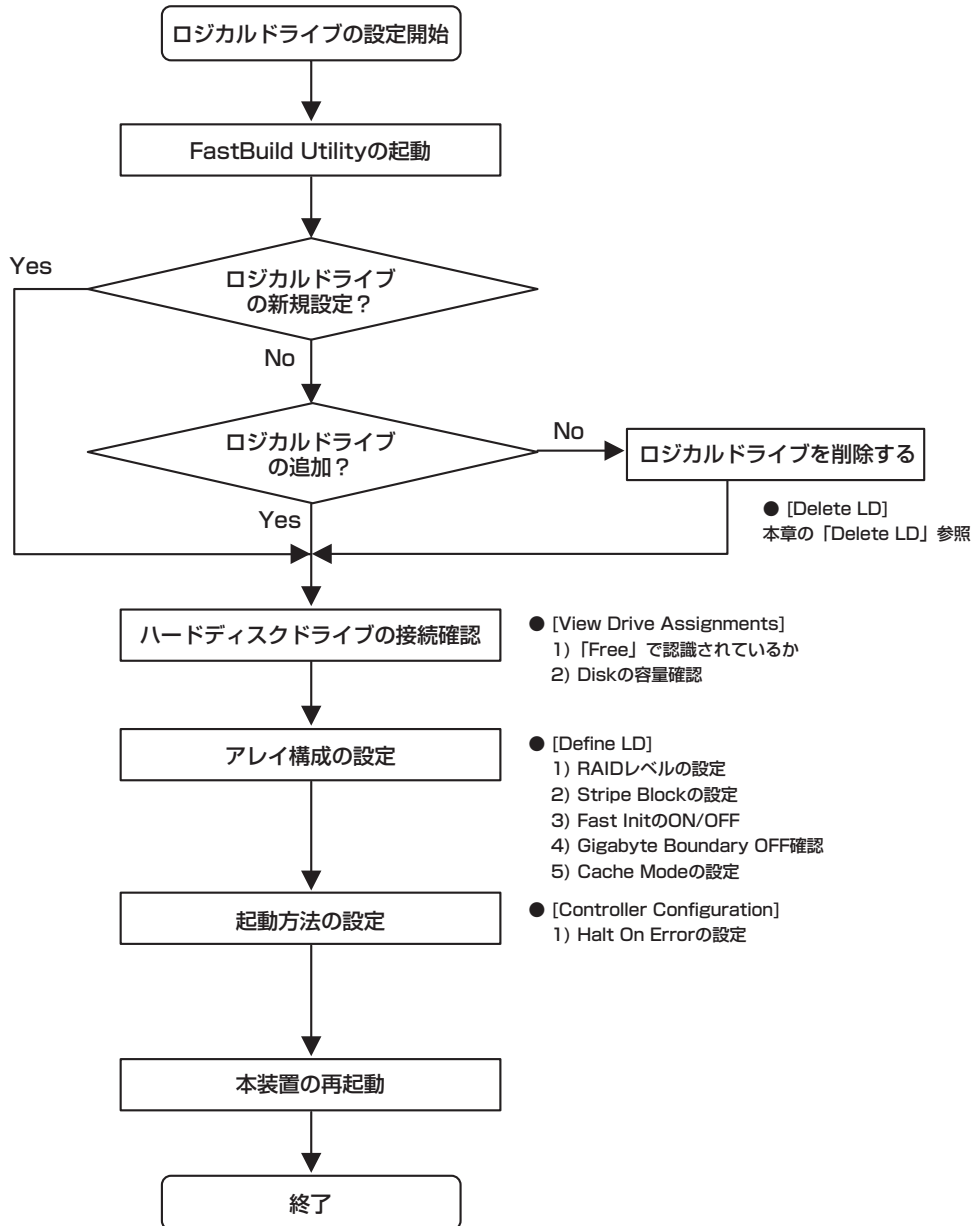 ロジカルドライブの設定開始
FastBuild Utilityの起動
Yes
ロジカルドライブ
の新規設定？
No
ロジカルドライブ
の追加？
No
ロジカルドライブを削除する
Yes
● [Delete LD]
本章の「Delete LD」参照
ハードディスクドライブの接続確認
● [View Drive Assignments]
1)「Free」で認識されているか
2) Diskの容量確認
アレイ構成の設定
● [Define LD]
1) RAIDレベルの設定
2) Stripe Blockの設定
3) Fast InitのON/OFF
4) Gigabyte Boundary OFF確認
5) Cache Modeの設定
起動方法の設定
● [Controller Configuration]
1) Halt On Errorの設定
本装置の再起動
終了